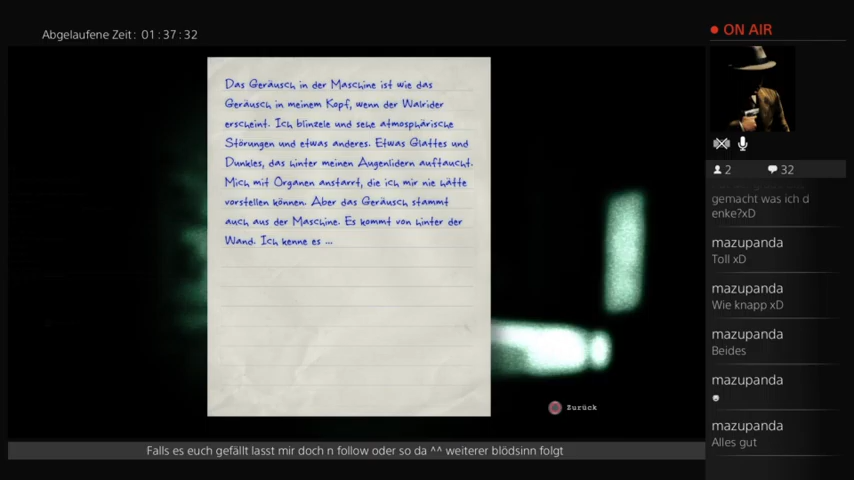 Abgelaufene Zeit: 01:37:32
Das Geräusch in der Maschine ist wie das
Geräusch in meinem Kopf, wenn der Walrider
erscheint. Ich blinzele und sehe atmosphärische
Störungen und etwas anderes. Etwas Glattes und
Dunkles, das hinter meinen Augenlidern auftaucht.
Mich mit Organen anstarrt, die ich mir nie hätte
vorstellen können. Aber das Geräusch stammt
auch aus der Maschine. Es kommt von hinter der
Wand. Ich kenne es ...
Zurück
Falls es euch gefällt lasst mir doch n follow oder so da ^^ weiterer blödsinn folgt
ON AIR
2
32
gemacht was ich d
enke?xD
mazupanda
Toll xD
mazupanda
Wie knapp xD
mazupanda
Beides
mazupanda
mazupanda
Alles gut